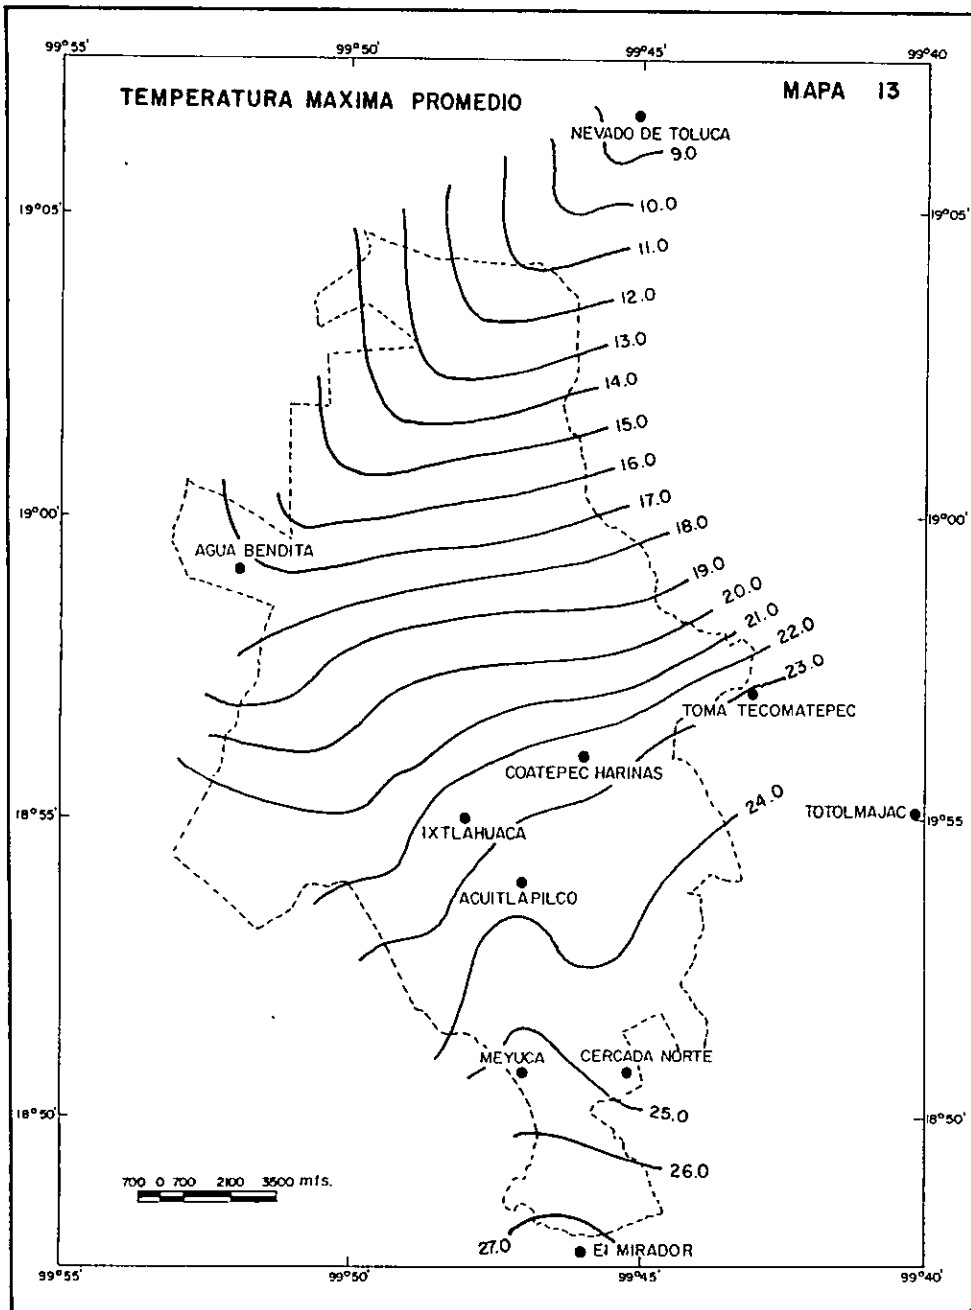 99°55'
99°50'
99°45'
99°40'
TEMPERATURA MAXIMA PROMEDIO
MAPA 13
NEVADO DE TOLUCA
9.0
19°05'
10.0
19°05'
11.0
12.0
13.0
14.0
15.0
16.0
17.0
19°00'
18.0
19°00'
AGUA BENDITA
19.0
20.0
21.0
22.0
23.0
TOMA TECOMATEPEC
COATEPEC HARINAS
24.0
18°55'
IXTLAHUACA
TOTOLMAJAC
19°55
ACUITLAPILCO
MEYUCA
CERCADA NORTE
18°50'
25.0
18°50'
26.0
700 0 700 2100 3500 mts.
27.0
El MIRADOR
99°55'
99°50'
99°45'
99°40'